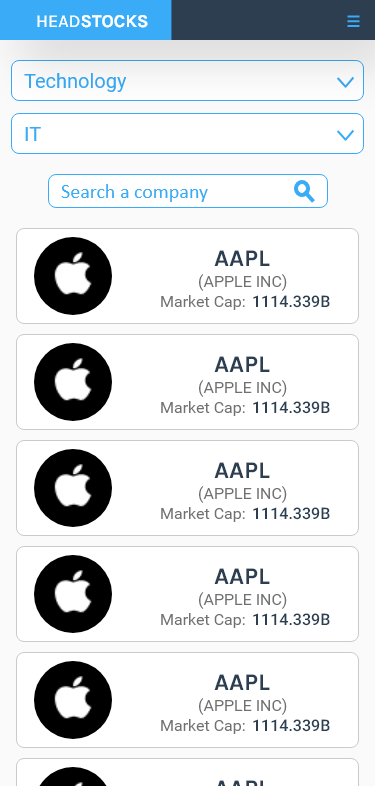 HEADSTOCKS
Technology
IT
Search a company
AAPL
(APPLE INC)
Market Cap: 1114.339B
AAPL
(APPLE INC)
Market Cap: 1114.339B
AAPL
(APPLE INC)
Market Cap: 1114.339B
AAPL
(APPLE INC)
Market Cap: 1114.339B
AAPL
(APPLE INC)
Market Cap: 1114.339B
AAPL